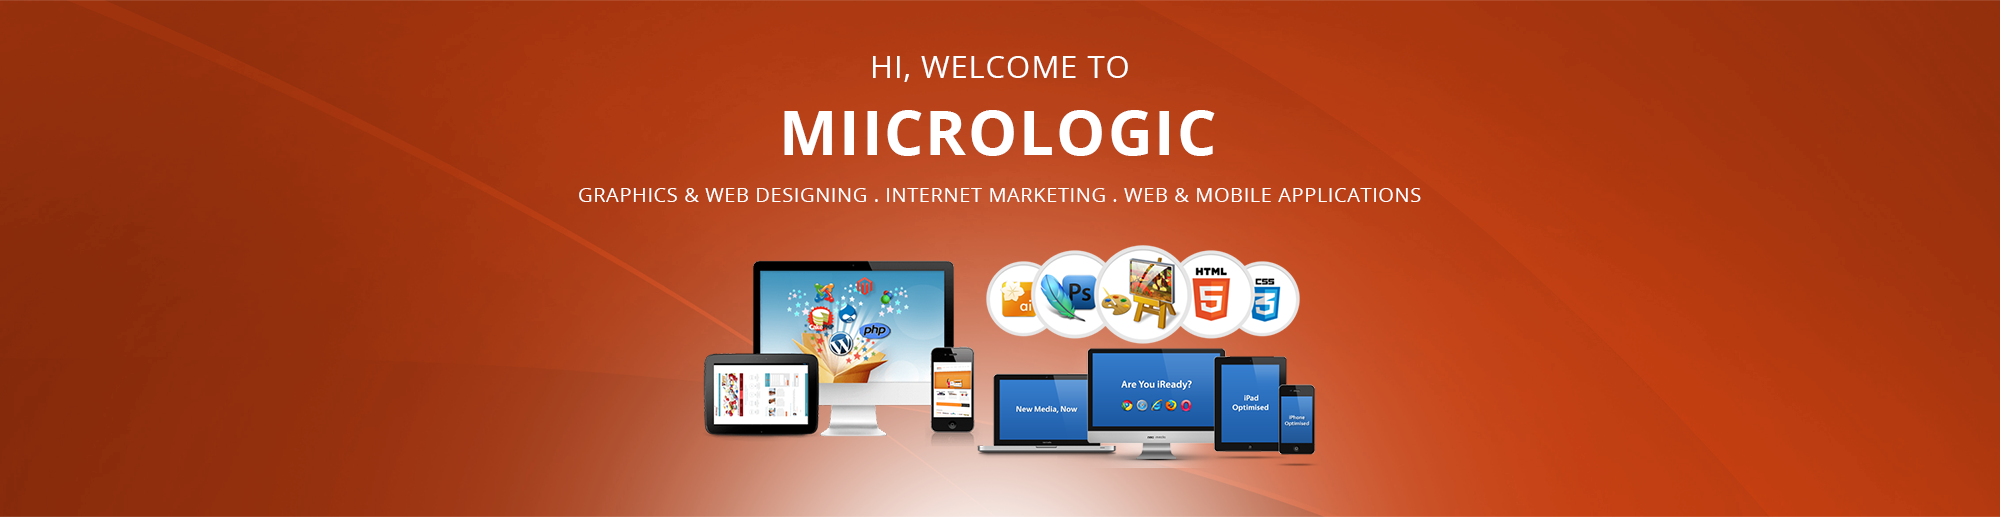 HI, WELCOME TO
MIICROLOGIC
GRAPHICS & WEB DESIGNING . INTERNET MARKETING . WEB & MOBILE APPLICATIONS
ai
Ps
HTML
5
CSS
3
php
W
New Media, Now
Are You iReady?
iPad
Optimised
iPhone
Optimised